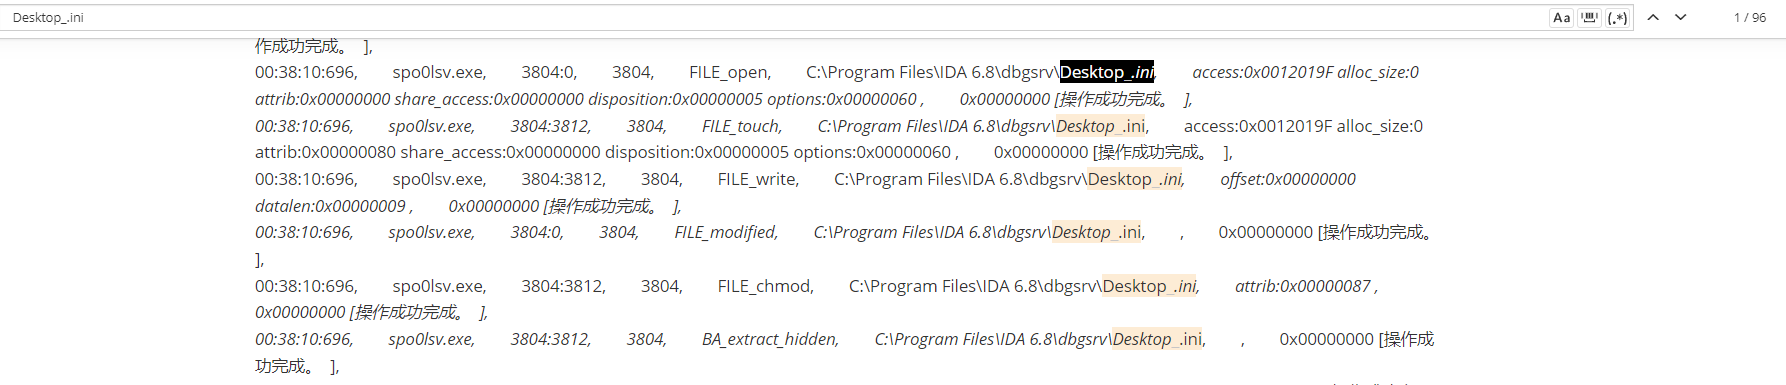 Desktop_.ini
Aa
(.*)
1 / 96
作成功完成。 ],
00:38:10:696, spo0lsv.exe, 3804:0, 3804, FILE_open, C:\Program Files\IDA 6.8\dbgsrv\Desktop_.ini, access:0x0012019F alloc_size:0
attrib:0x00000000 share_access:0x00000000 disposition:0x00000005 options:0x00000060 , 0x00000000 [操作成功完成。 ],
00:38:10:696, spo0lsv.exe, 3804:3812, 3804, FILE_touch, C:\Program Files\IDA 6.8\dbgsrv\Desktop_.ini, access:0x0012019F alloc_size:0
attrib:0x00000080 share_access:0x00000000 disposition:0x00000005 options:0x00000060 , 0x00000000 [操作成功完成。 ],
00:38:10:696, spo0lsv.exe, 3804:3812, 3804, FILE_write, C:\Program Files\IDA 6.8\dbgsrv\Desktop_.ini, offset:0x00000000
datalen:0x00000009 , 0x00000000 [操作成功完成。 ],
00:38:10:696, spo0lsv.exe, 3804:0, 3804, FILE_modified, C:\Program Files\IDA 6.8\dbgsrv\Desktop_.ini, , 0x00000000 [操作成功完成。
],
00:38:10:696, spo0lsv.exe, 3804:3812, 3804, FILE_chmod, C:\Program Files\IDA 6.8\dbgsrv\Desktop_.ini, attrib:0x00000087 ,
0x00000000 [操作成功完成。 ],
00:38:10:696, spo0lsv.exe, 3804:3812, 3804, BA_extract_hidden, C:\Program Files\IDA 6.8\dbgsrv\Desktop_.ini, , 0x00000000 [操作成
功完成。 ],